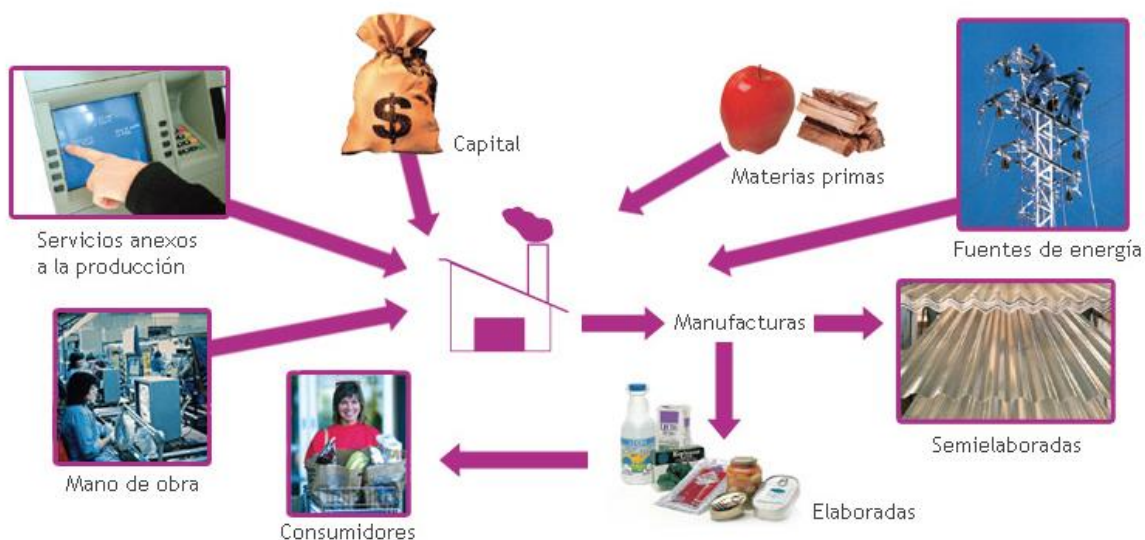 $
Capital
Materias primas
Servicios anexos
a la producción
Fuentes de energía
Manufacturas
Mano de obra
Semielaboradas
Elaboradas
Consumidores